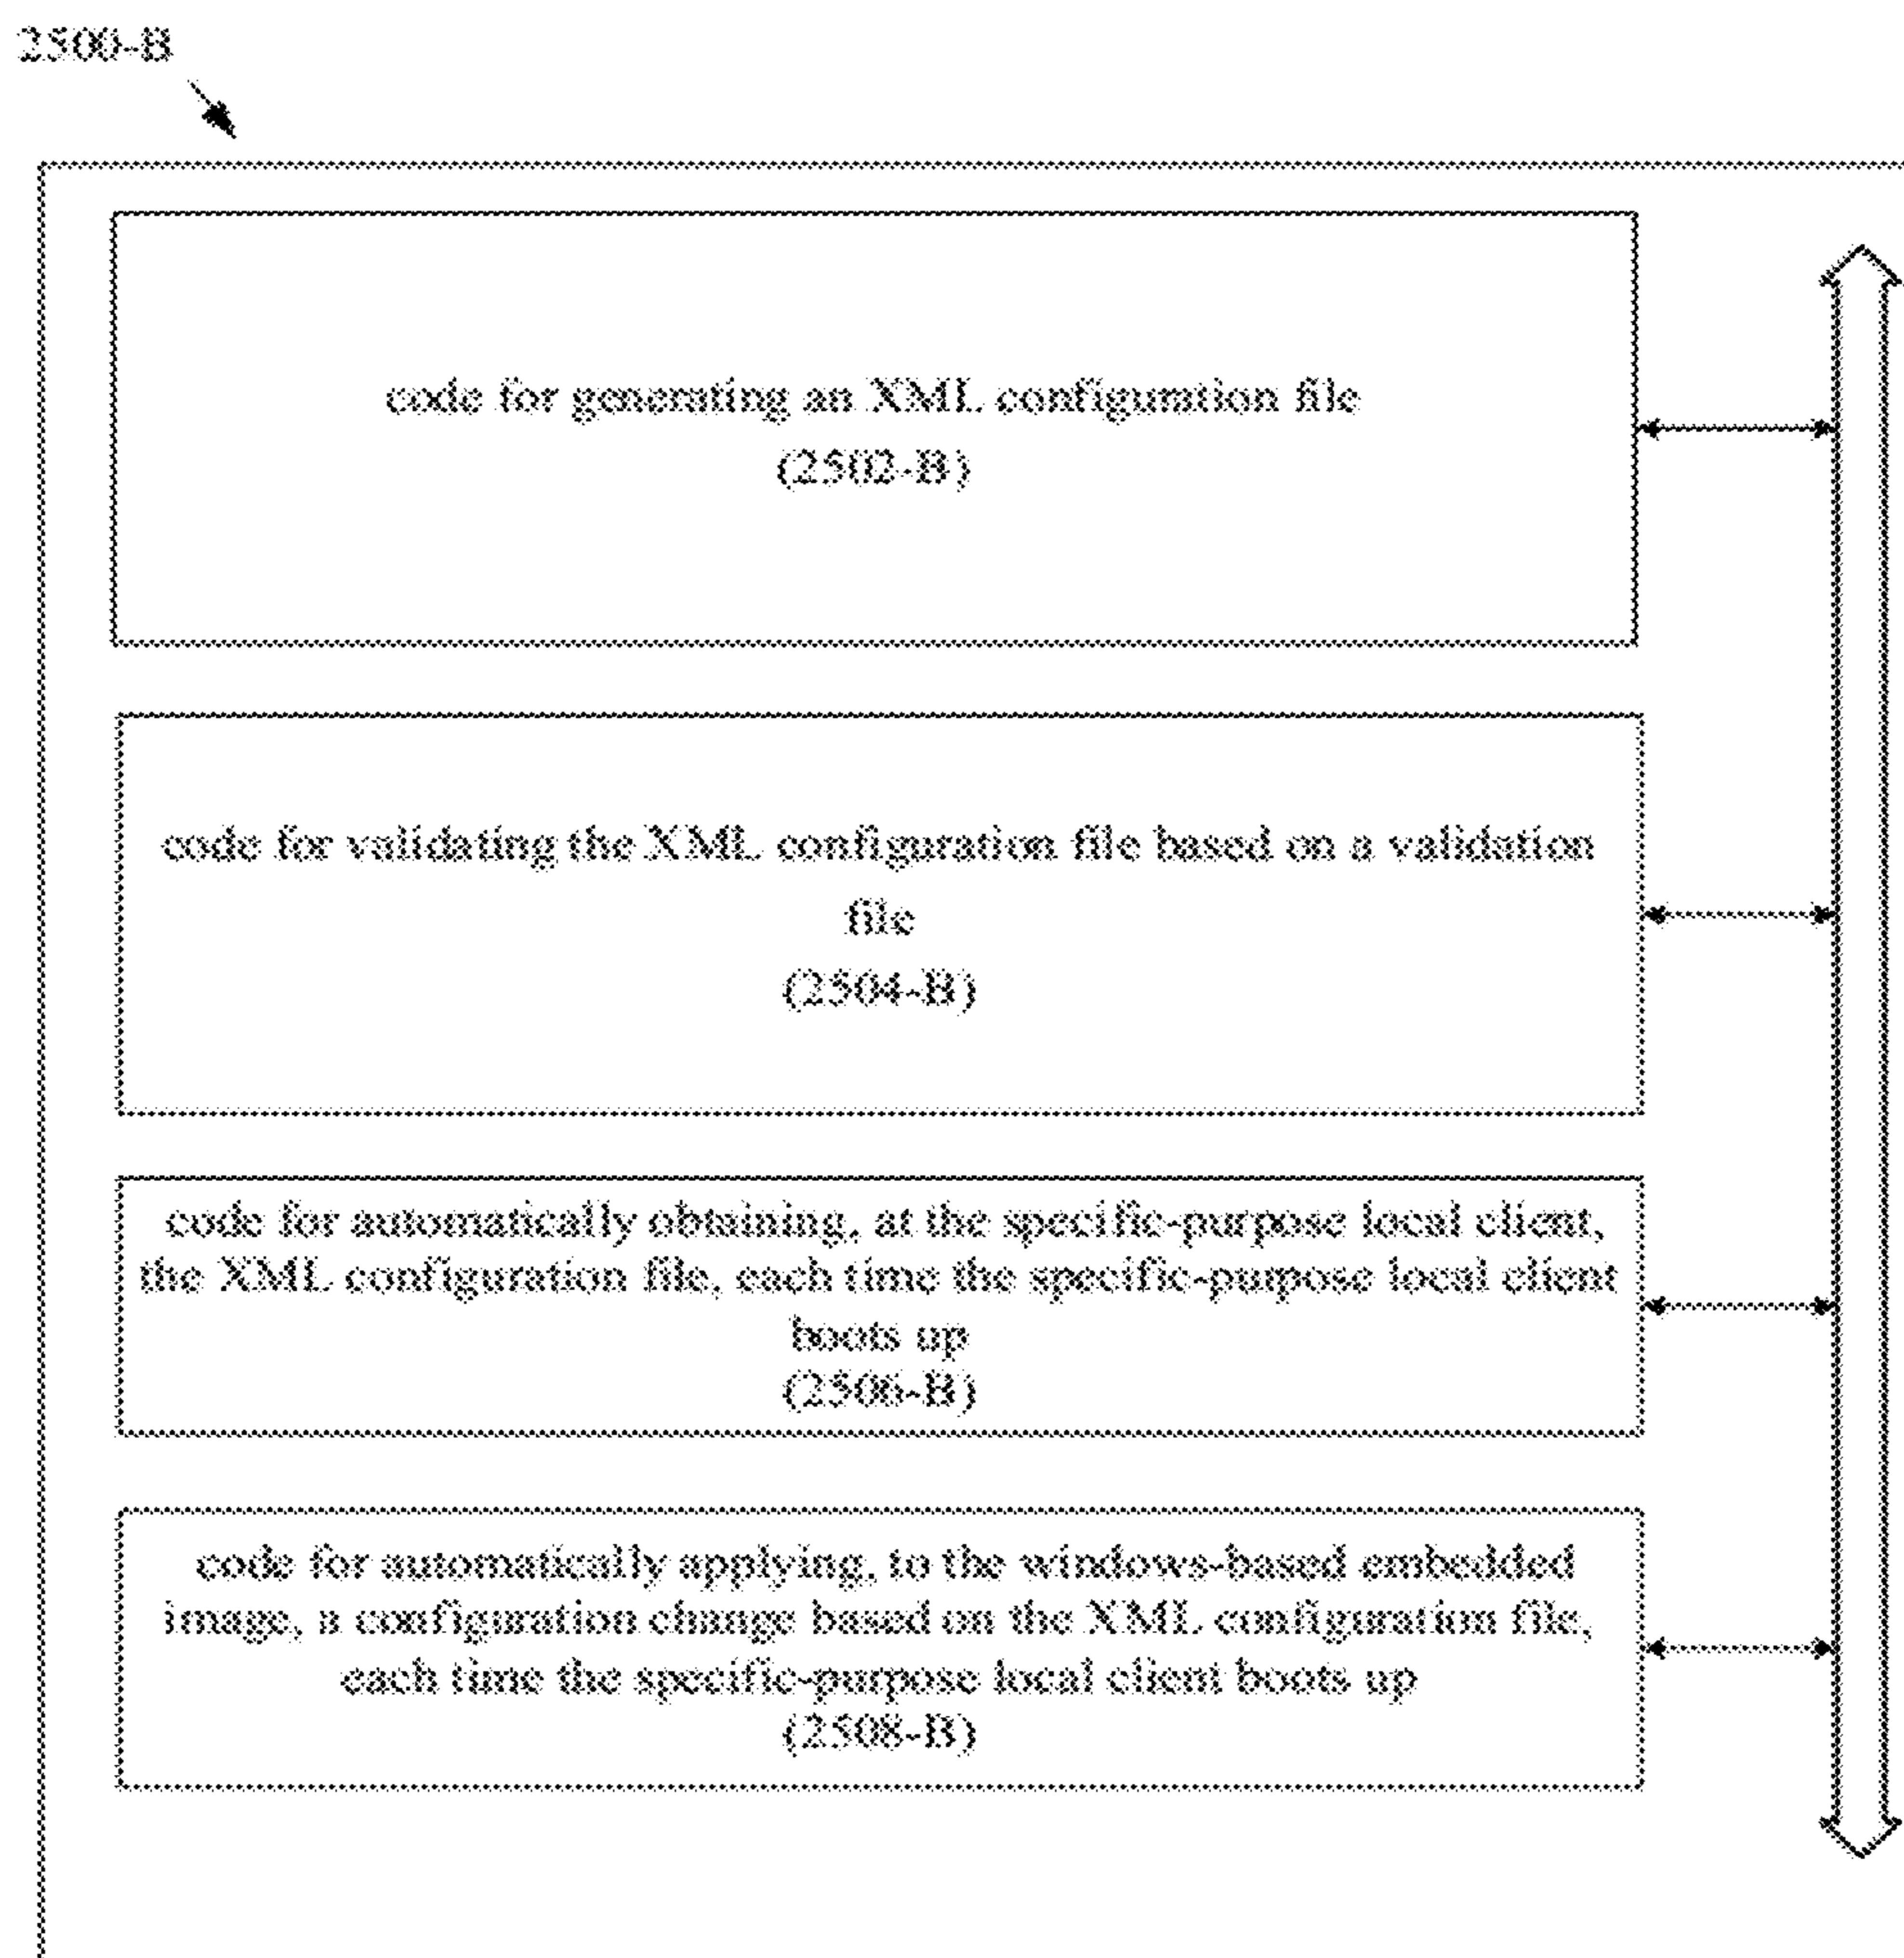 2500-B
code for generating an XML configuration file
(2502-B)
code for validating the XML configuration file based on a validation
file
(2504-B)
code for automatically obtaining, at the specific-purpose local client,
the XML configuration file, each time the specific-purpose local client
boots up
(2506-B)
code for automatically applying, to the windows-based embedded
image, a configuration change based on the XML configuration file,
each time the specific-purpose local client boots up
(2508-B)